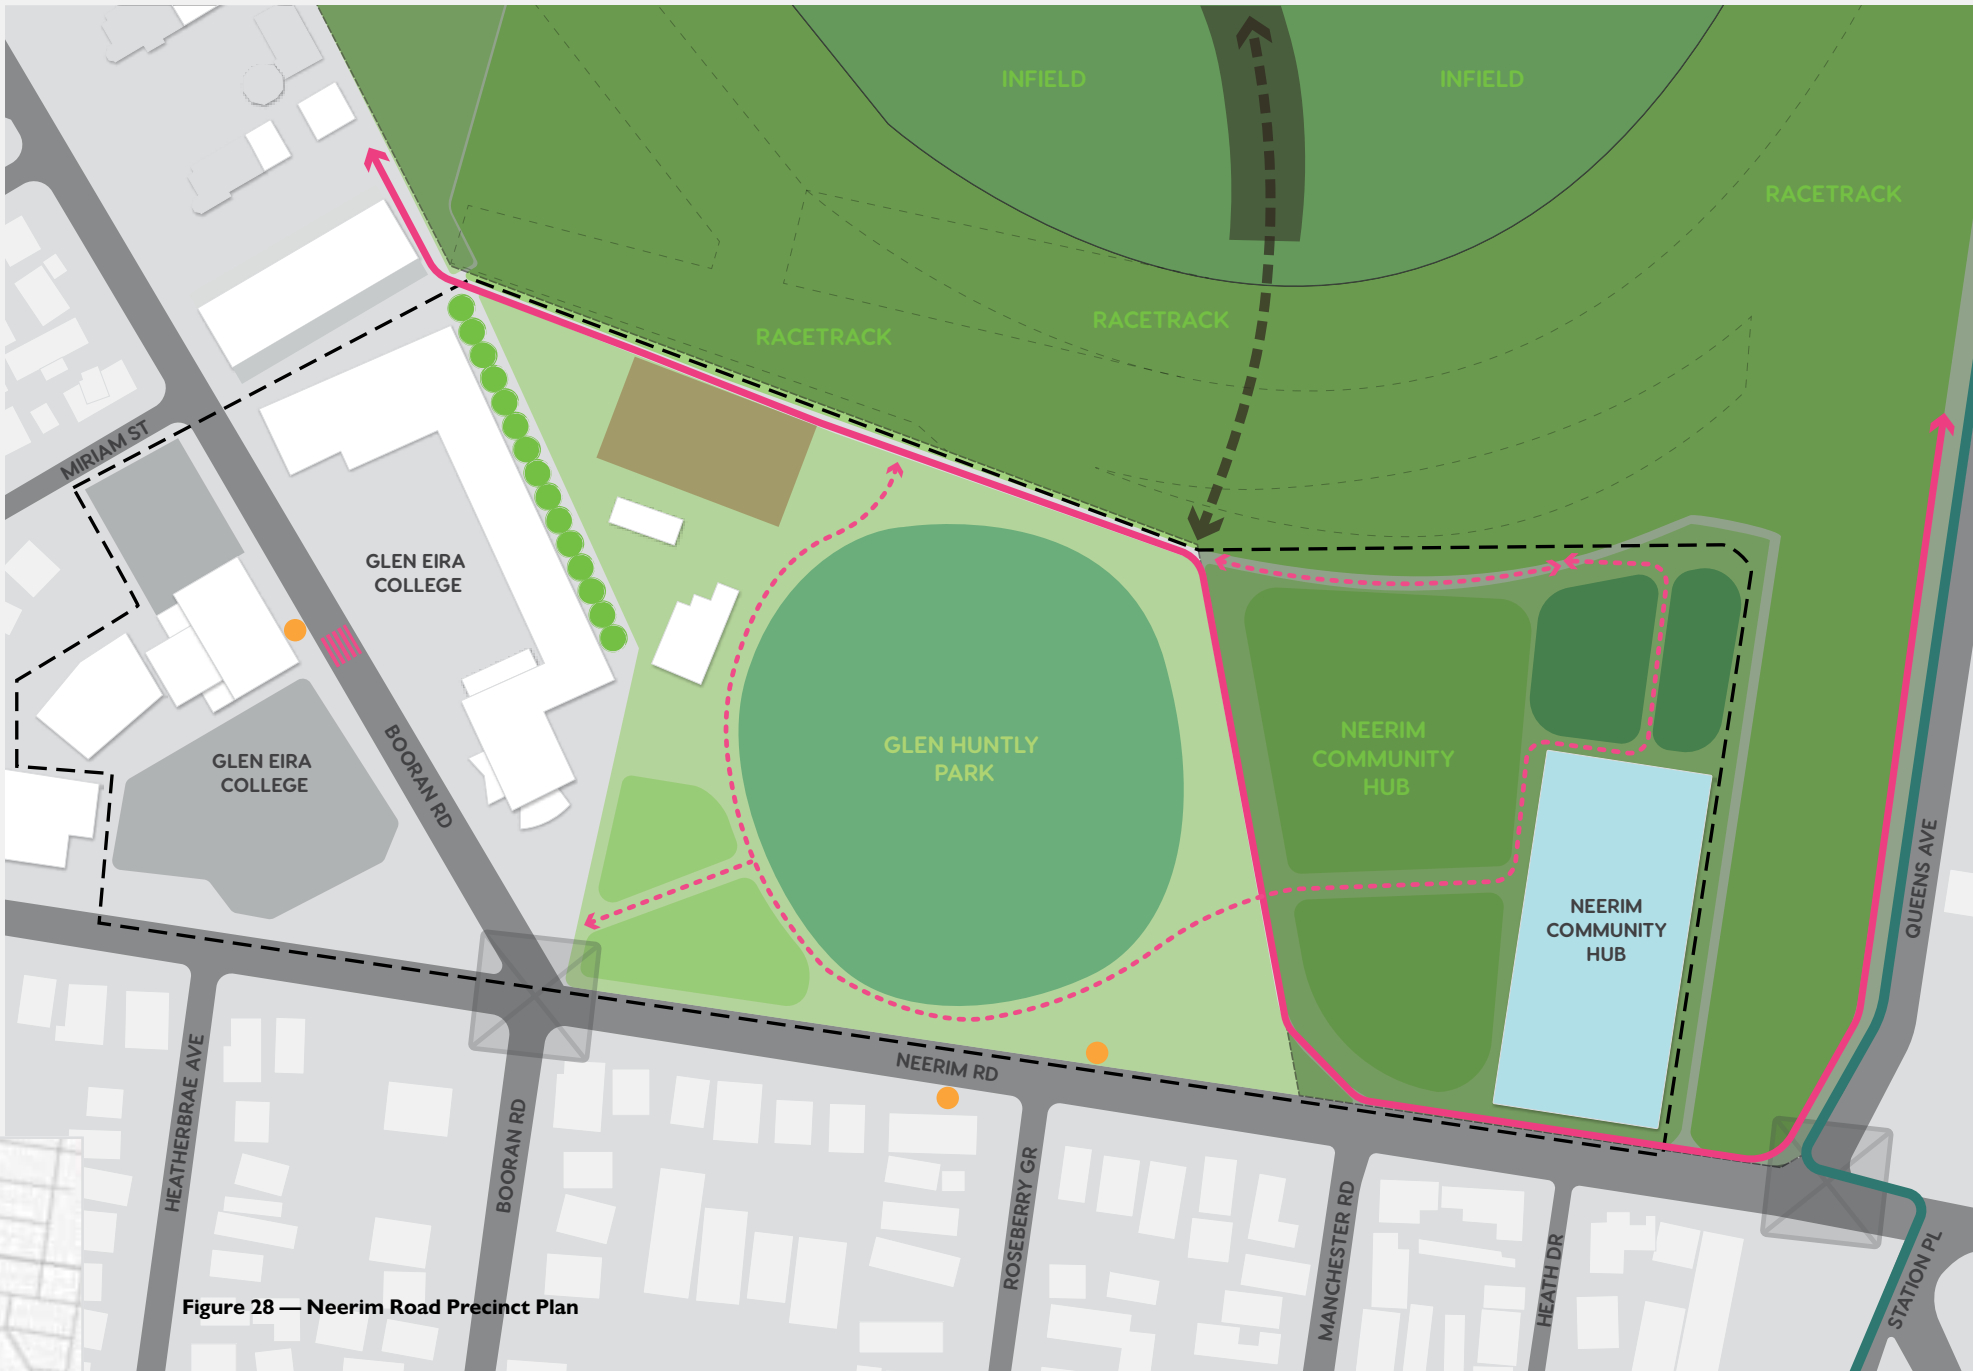 INFIELD
INFIELD
RACETRACK
RACETRACK
RACETRACK
MIRIAM ST
GLEN EIRA
COLLEGE
GLEN EIRA
COLLEGE
BOORAN RD
GLEN HUNTLY
PARK
NEERIM
COMMUNITY
HUB
NEERIM
COMMUNITY
HUB
QUEENS AVE
NEERIM RD
HEATHERBRAE AVE
BOORAN RD
ROSEBERRY GR
MANCHESTER RD
HEATH DR
STATION PL
Figure 28 — Neerim Road Precinct Plan